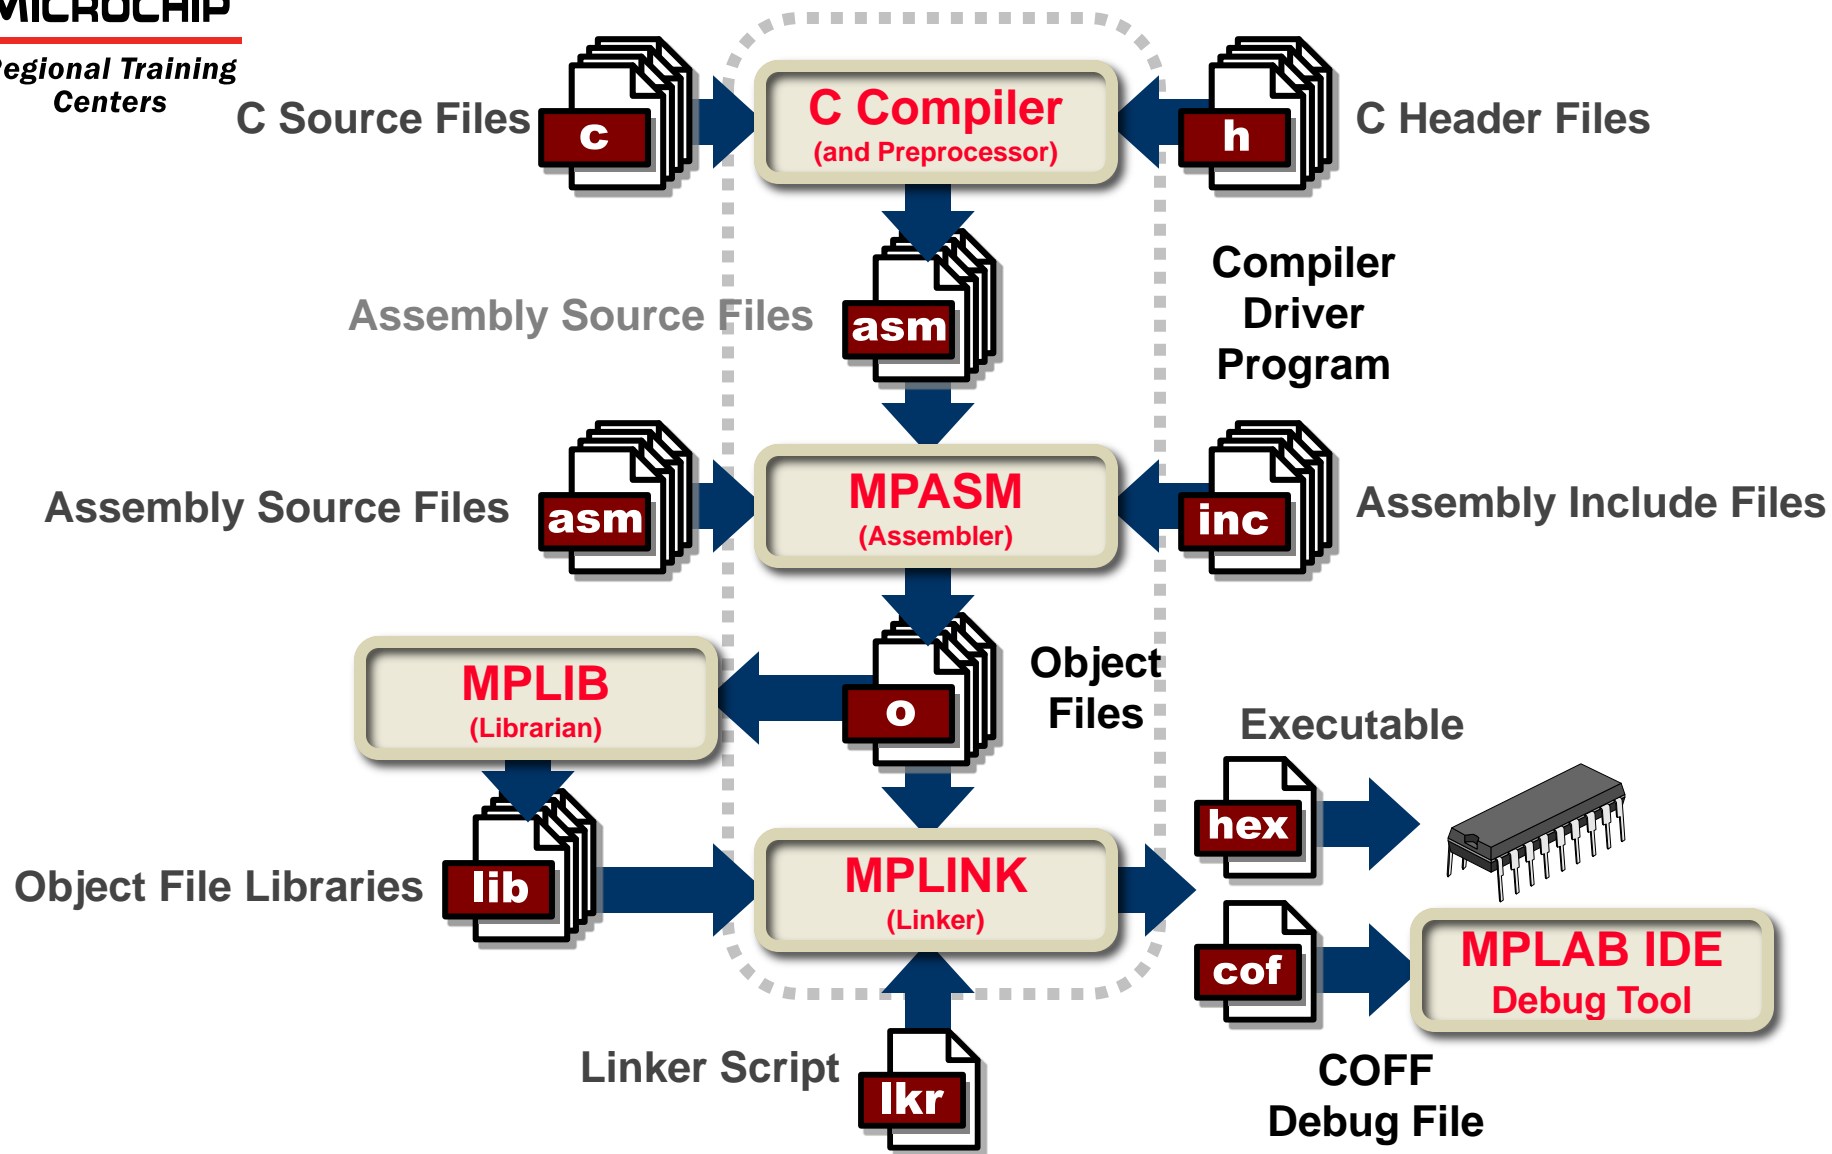 MICROCHIP
Regional Training
Centers
C Source Files
c
C Compiler
(and Preprocessor)
h
C Header Files
Assembly Source Files
asm
Compiler
Driver
Program
Assembly Source Files
asm
MPASM
(Assembler)
inc
Assembly Include Files
MPLIB
(Librarian)
o
Object
Files
Executable
hex
Object File Libraries
lib
MPLINK
(Linker)
cof
MPLAB IDE
Debug Tool
Linker Script
lkr
COFF
Debug File